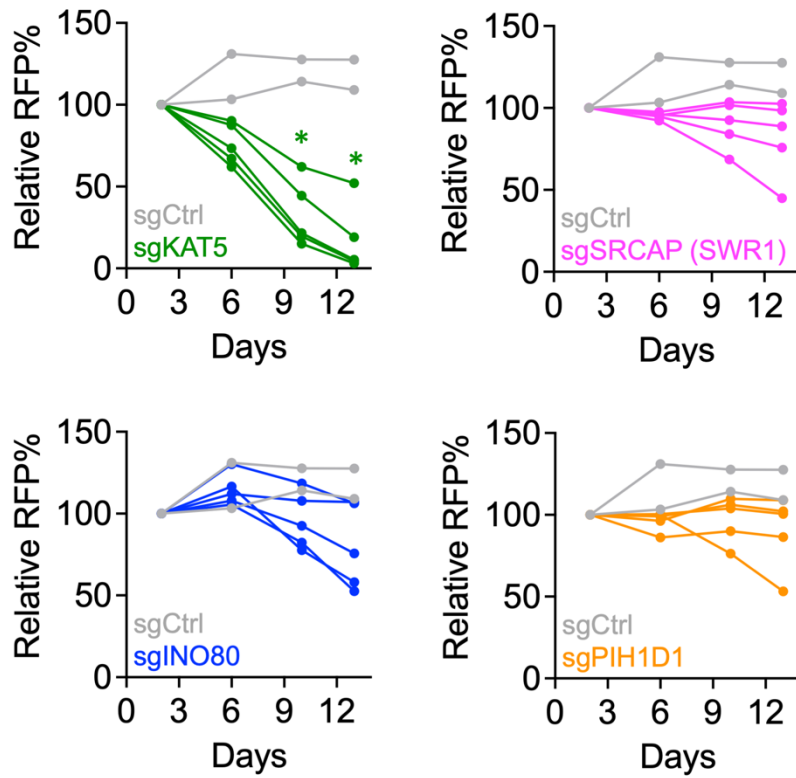 150
100
50
0
Relative RFP%
*
*
sgCtrl
sgKAT5
0 3 6 9 12
Days
150
100
50
0
Relative RFP%
sgCtrl
sgSRCAP (SWR1)
0 3 6 9 12
Days
150
100
50
0
Relative RFP%
sgCtrl
sgINO80
0 3 6 9 12
Days
150
100
50
0
Relative RFP%
sgCtrl
sgPIH1D1
0 3 6 9 12
Days